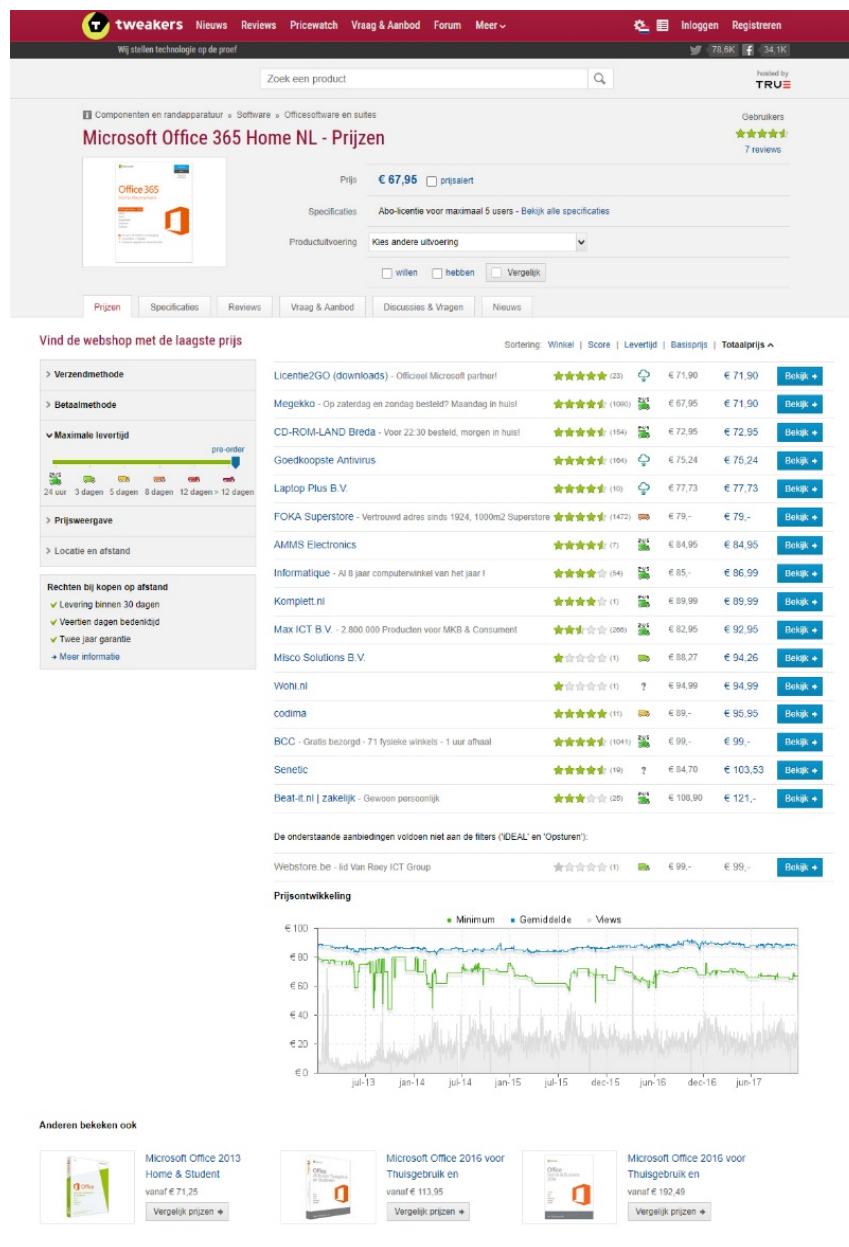 tweakers Nieuws Reviews Pricewatch Vraag & Aanbod Forum Meer Inloggen Registreren
Wij stellen technologie op de proef 78,6K 34,1K
Zoek een product
hosted by
TRUE
Componenten en randapparatuur » Software » Officesoftware en suites
Gebruikers
Microsoft Office 365 Home NL - Prijzen
7 reviews
Office 365
Prijs € 67,95 prijsalert
Specificaties Abo-licentie voor maximaal 5 users - Bekijk alle specificaties
Productuitvoering Kies andere uitvoering
willen hebben Vergelijk
Prijzen Specificaties Reviews Vraag & Aanbod Discussies & Vragen Nieuws
Vind de webshop met de laagste prijs
Sortering: Winkel | Score | Levertijd | Basisprijs | Totaalprijs
Verzendmethode
Betaalmethode
Maximale levertijd
pre-order
24 uur 3 dagen 5 dagen 8 dagen 12 dagen > 12 dagen
Prijsweergave
Locatie en afstand
Rechten bij kopen op afstand
Levering binnen 30 dagen
Veertien dagen bedenktijd
Twee jaar garantie
Meer informatie
Licentie2GO (downloads) - Officieel Microsoft partner! (23) € 71,90 € 71,90 Bekijk
Megekko - Op zaterdag en zondag besteld? Maandag in huis! (1090) € 67,95 € 71,90 Bekijk
CD-ROM-LAND Breda - Voor 22:30 besteld, morgen in huis! (154) € 72,95 € 72,95 Bekijk
Goedkoopste Antivirus (164) € 75,24 € 75,24 Bekijk
Laptop Plus B.V. (10) € 77,73 € 77,73 Bekijk
FOKA Superstore - Vertrouwd adres sinds 1924, 1000m2 Superstore (1472) € 79,- € 79,- Bekijk
AMMS Electronics (7) € 84,95 € 84,95 Bekijk
Informatique - Al 8 jaar computerwinkel van het jaar ! (54) € 85,- € 86,99 Bekijk
Komplett.nl (1) € 89,99 € 89,99 Bekijk
Max ICT B.V. - 2.800 000 Producten voor MKB & Consument (266) € 82,95 € 92,95 Bekijk
Misco Solutions B.V. (1) € 88,27 € 94,26 Bekijk
Wohi.nl (1) ? € 94,99 € 94,99 Bekijk
codima (11) € 89,- € 95,95 Bekijk
BCC - Gratis bezorgd - 71 fysieke winkels - 1 uur afhaal (1041) € 99,- € 99,- Bekijk
Senetic (19) ? € 84,70 € 103,53 Bekijk
Beat-it.nl | zakelijk - Gewoon persoonlijk (25) € 108,90 € 121,- Bekijk
De onderstaande aanbiedingen voldoen niet aan de filters ('iDEAL' en 'Opsturen'):
Webstore.be - lid Van Roey ICT Group (1) € 99,- € 99,- Bekijk
Prijsontwikkeling
Minimum Gemiddelde Views
€ 100
€ 80
€ 60
€ 40
€ 20
€ 0
jul-13 jan-14 jul-14 jan-15 jul-15 dec-15 jun-16 dec-16 jun-17
Anderen bekeken ook
Microsoft Office 2013
Home & Student
vanaf € 71,25
Vergelijk prijzen
Microsoft Office 2016 voor
Thuisgebruik en
vanaf € 113,95
Vergelijk prijzen
Microsoft Office 2016 voor
Thuisgebruik en
vanaf € 192,49
Vergelijk prijzen